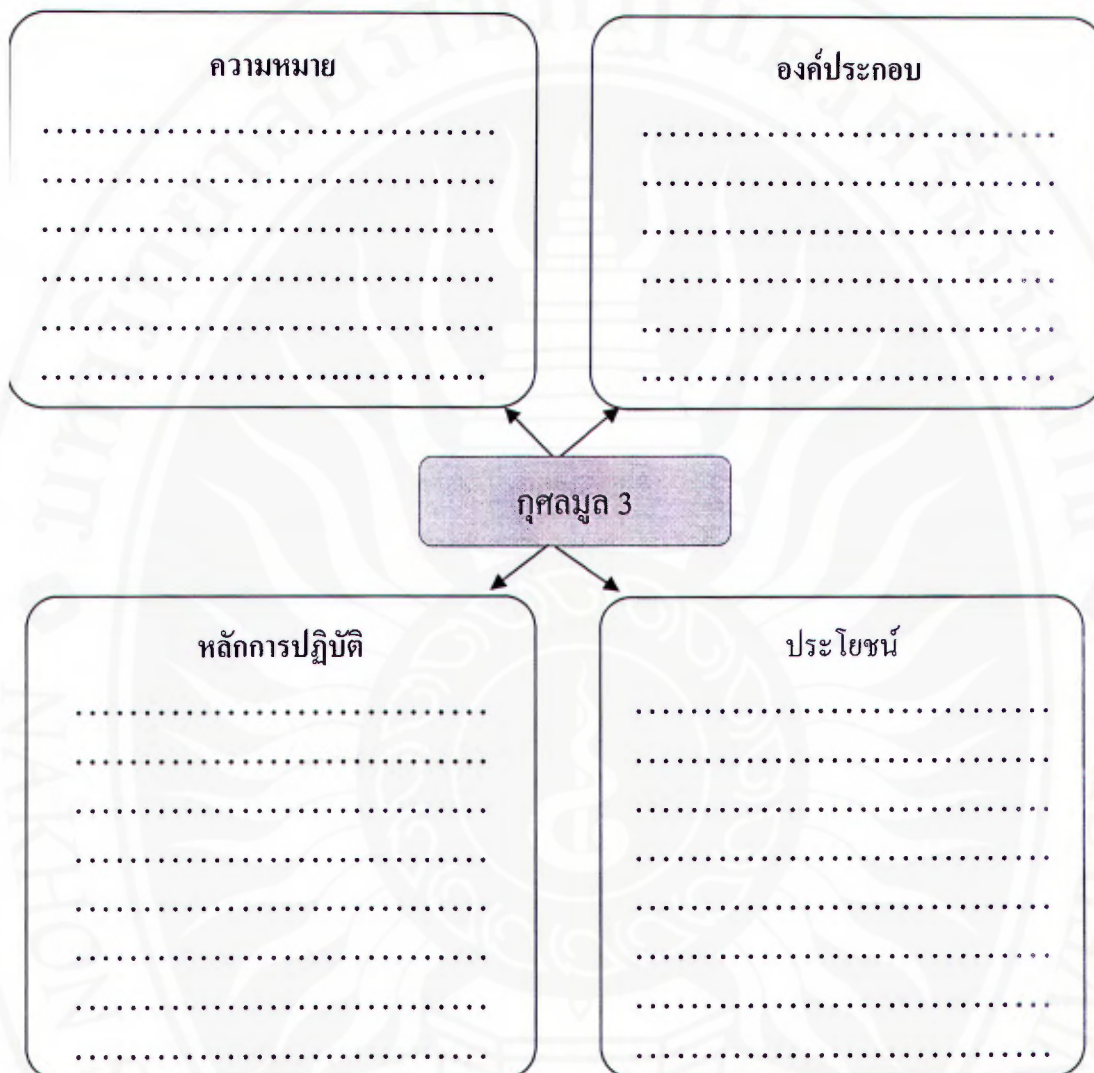 ความหมาย
องค์ประกอบ
กุศลมูล 3
หลักการปฏิบัติ
ประโยชน์
NAKHON